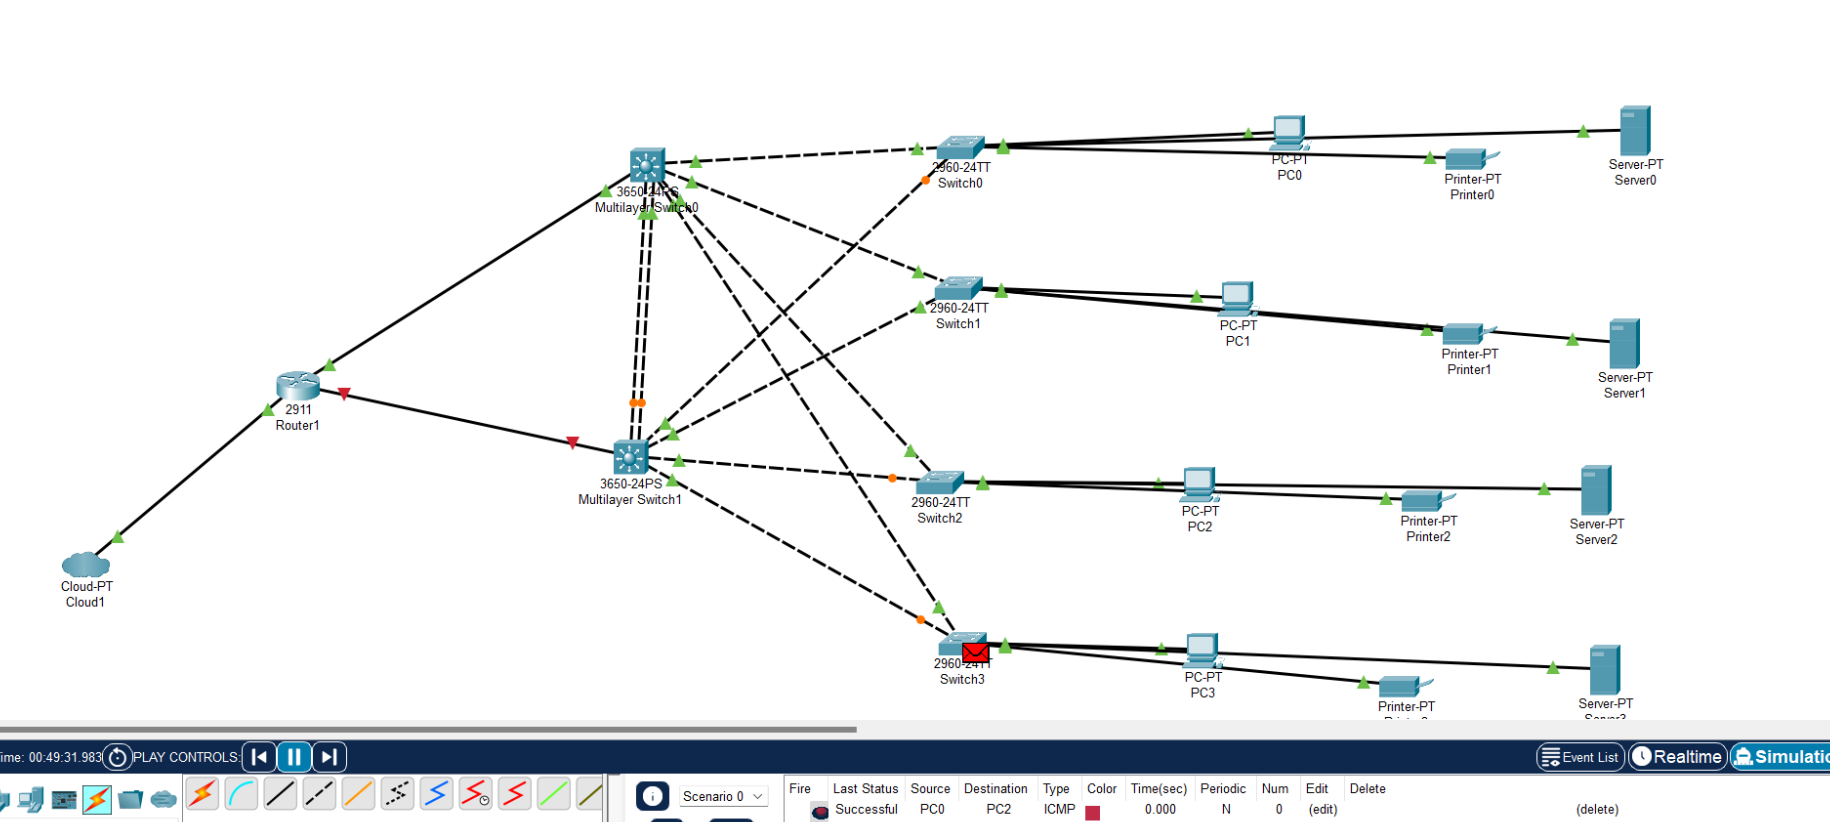 3650-24PS
Multilayer Switch0
2960-24TT
Switch0
PC-PT
PC0
Printer-PT
Printer0
Server-PT
Server0
2960-24TT
Switch1
PC-PT
PC1
Printer-PT
Printer1
Server-PT
Server1
2911
Router1
3650-24PS
Multilayer Switch1
2960-24TT
Switch2
PC-PT
PC2
Printer-PT
Printer2
Server-PT
Server2
Cloud-PT
Cloud1
2960-24TT
Switch3
PC-PT
PC3
Printer-PT
Server-PT
ime: 00:49:31.983 PLAY CONTROLS:
Event List
Realtime
Simulatio
Scenario 0
Fire Last Status Source Destination Type Color Time(sec) Periodic Num Edit Delete
Successful PC0 PC2 ICMP 0.000 N 0 (edit) (delete)